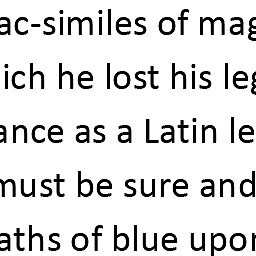 ac-similes of mag
ich he lost his leg
ance as a Latin le
must be sure and
aths of blue upor